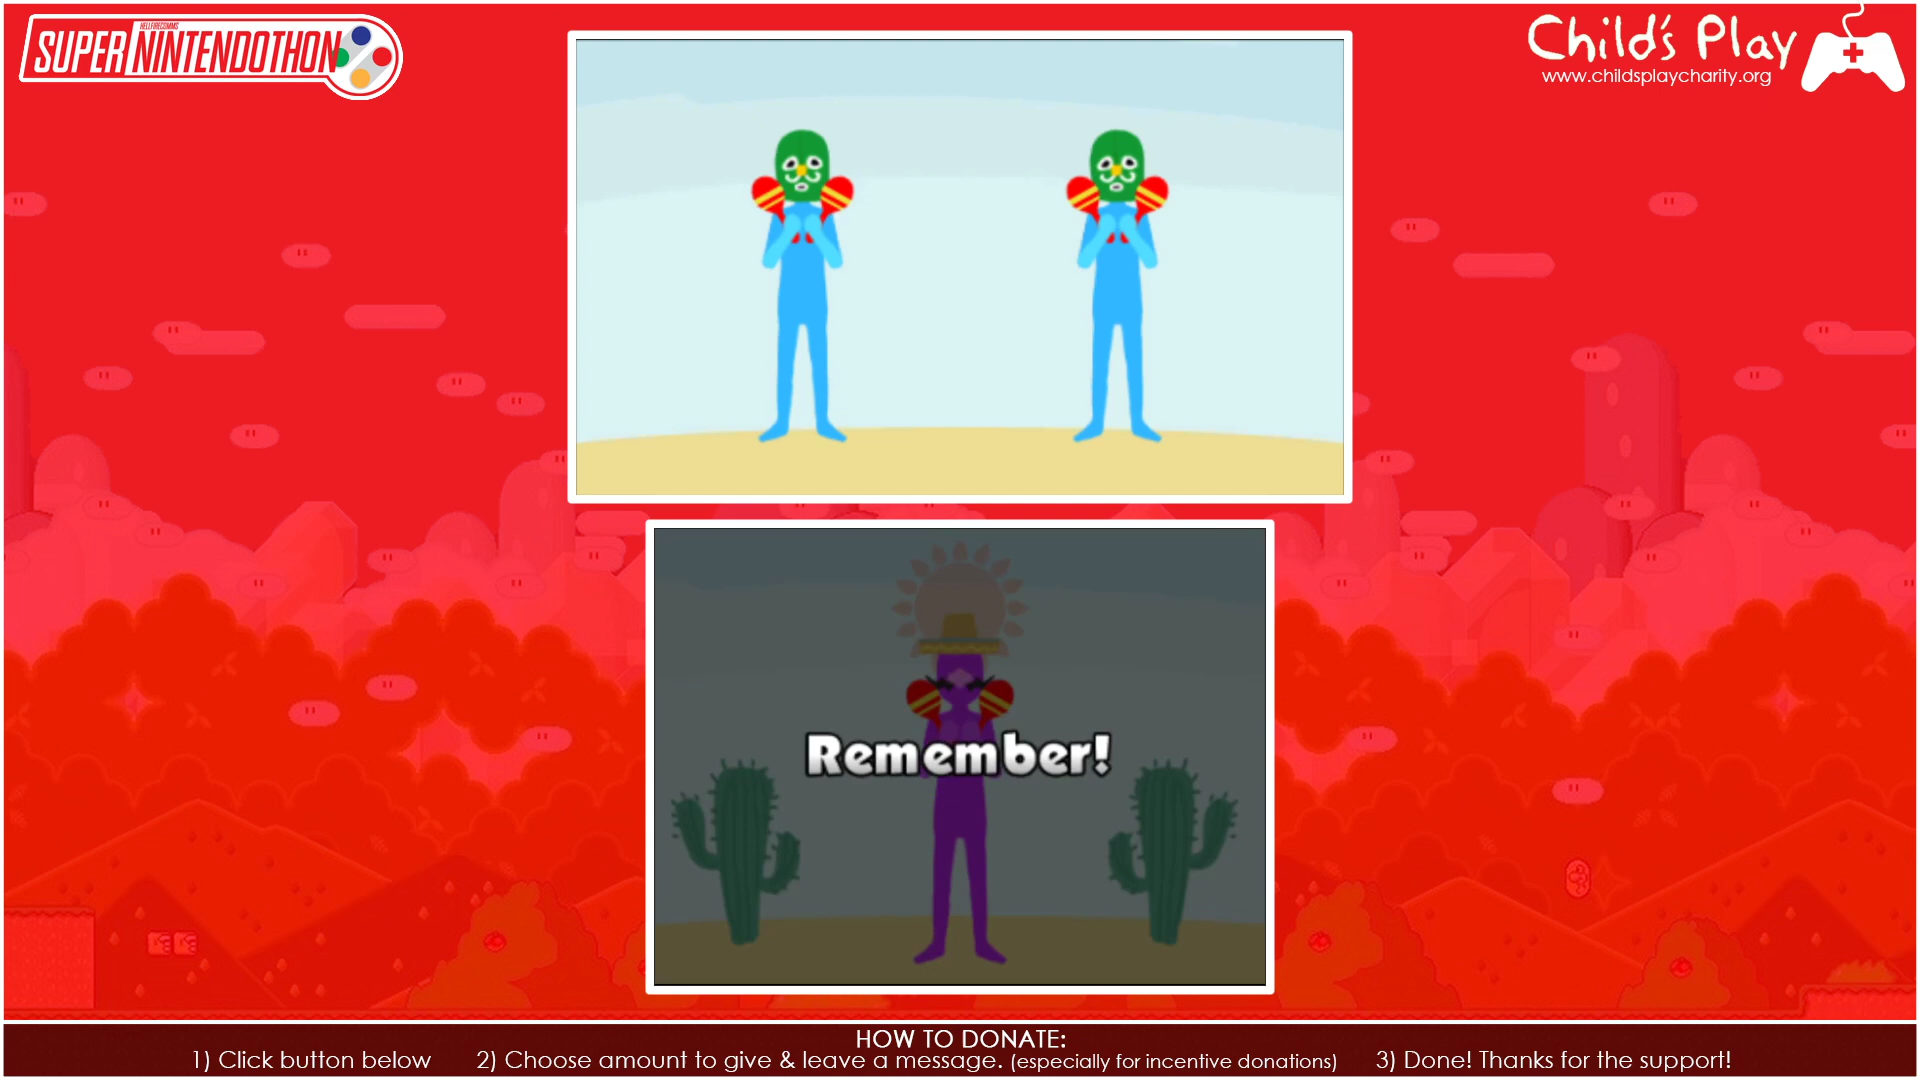 HELLFIRECOMMS
SUPER NINTENDOTHON
Child's Play
www.childsplaycharity.org
Remember!
HOW TO DONATE:
1) Click button below 2) Choose amount to give & leave a message. (especially for incentive donations) 3) Done! Thanks for the support!